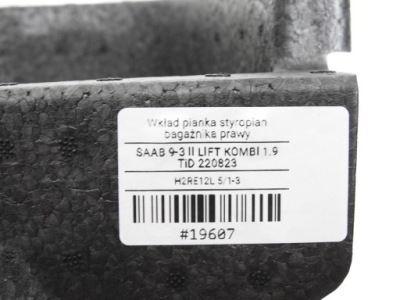 Wkład pianka styropian
bagażnika prawy
SAAB 9-3 II LIFT KOMBI 1.9
TID 220823
H2RE12L 5/1-3
#19607